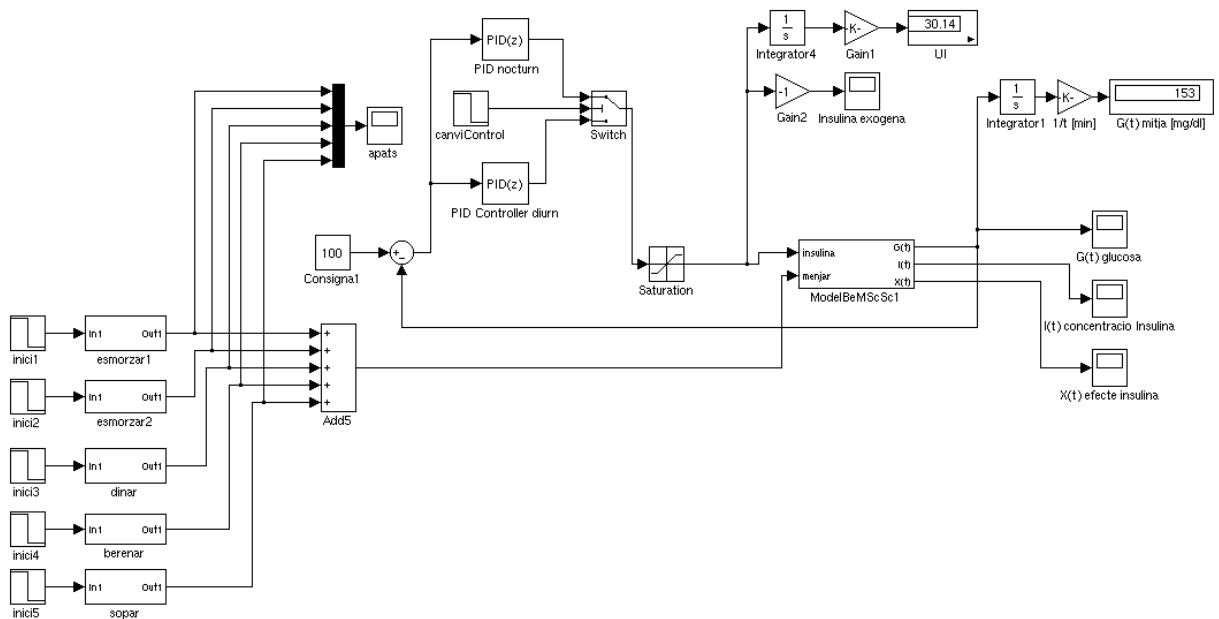 PID(z)
PID nocturn
canviControl
Switch
PID(z)
PID Controller diurn
apats
1
s
Integrator4
-K-
Gain1
30.14
UI
-1
Gain2
Insulina exogena
1
s
Integrator1
-K-
1/t [min]
153
G(t) mitja [mg/dl]
100
Consigna1
+
-
Saturation
insulina
menjar
G(t)
I(t)
X(t)
ModelBeMScSc1
G(t) glucosa
I(t) concentracio Insulina
X(t) efecte insulina
inici1
In1
Out1
esmorzar1
inici2
In1
Out1
esmorzar2
inici3
In1
Out1
dinar
inici4
In1
Out1
berenar
inici5
In1
Out1
sopar
+
+
+
+
+
Add5